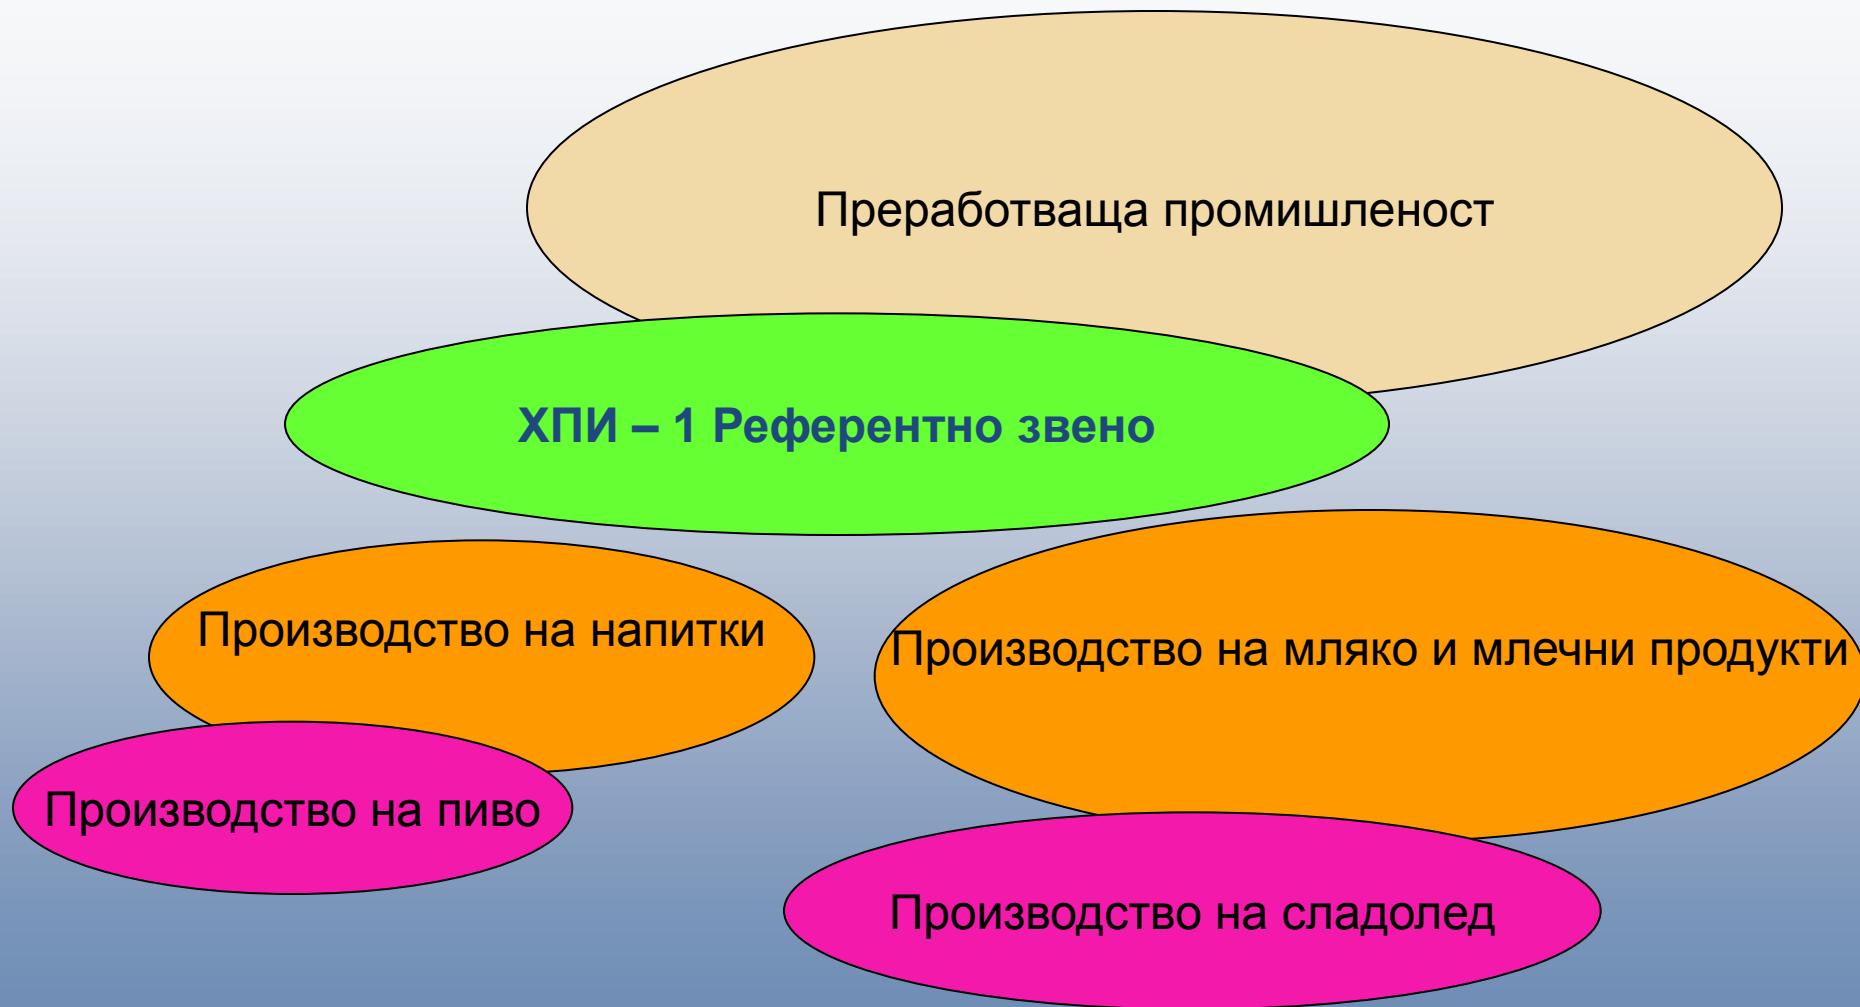 Преработваща промишленост
ХПИ – 1 Референтно звено
Производство на напитки
Производство на мляко и млечни продукти
Производство на пиво
Производство на сладолед